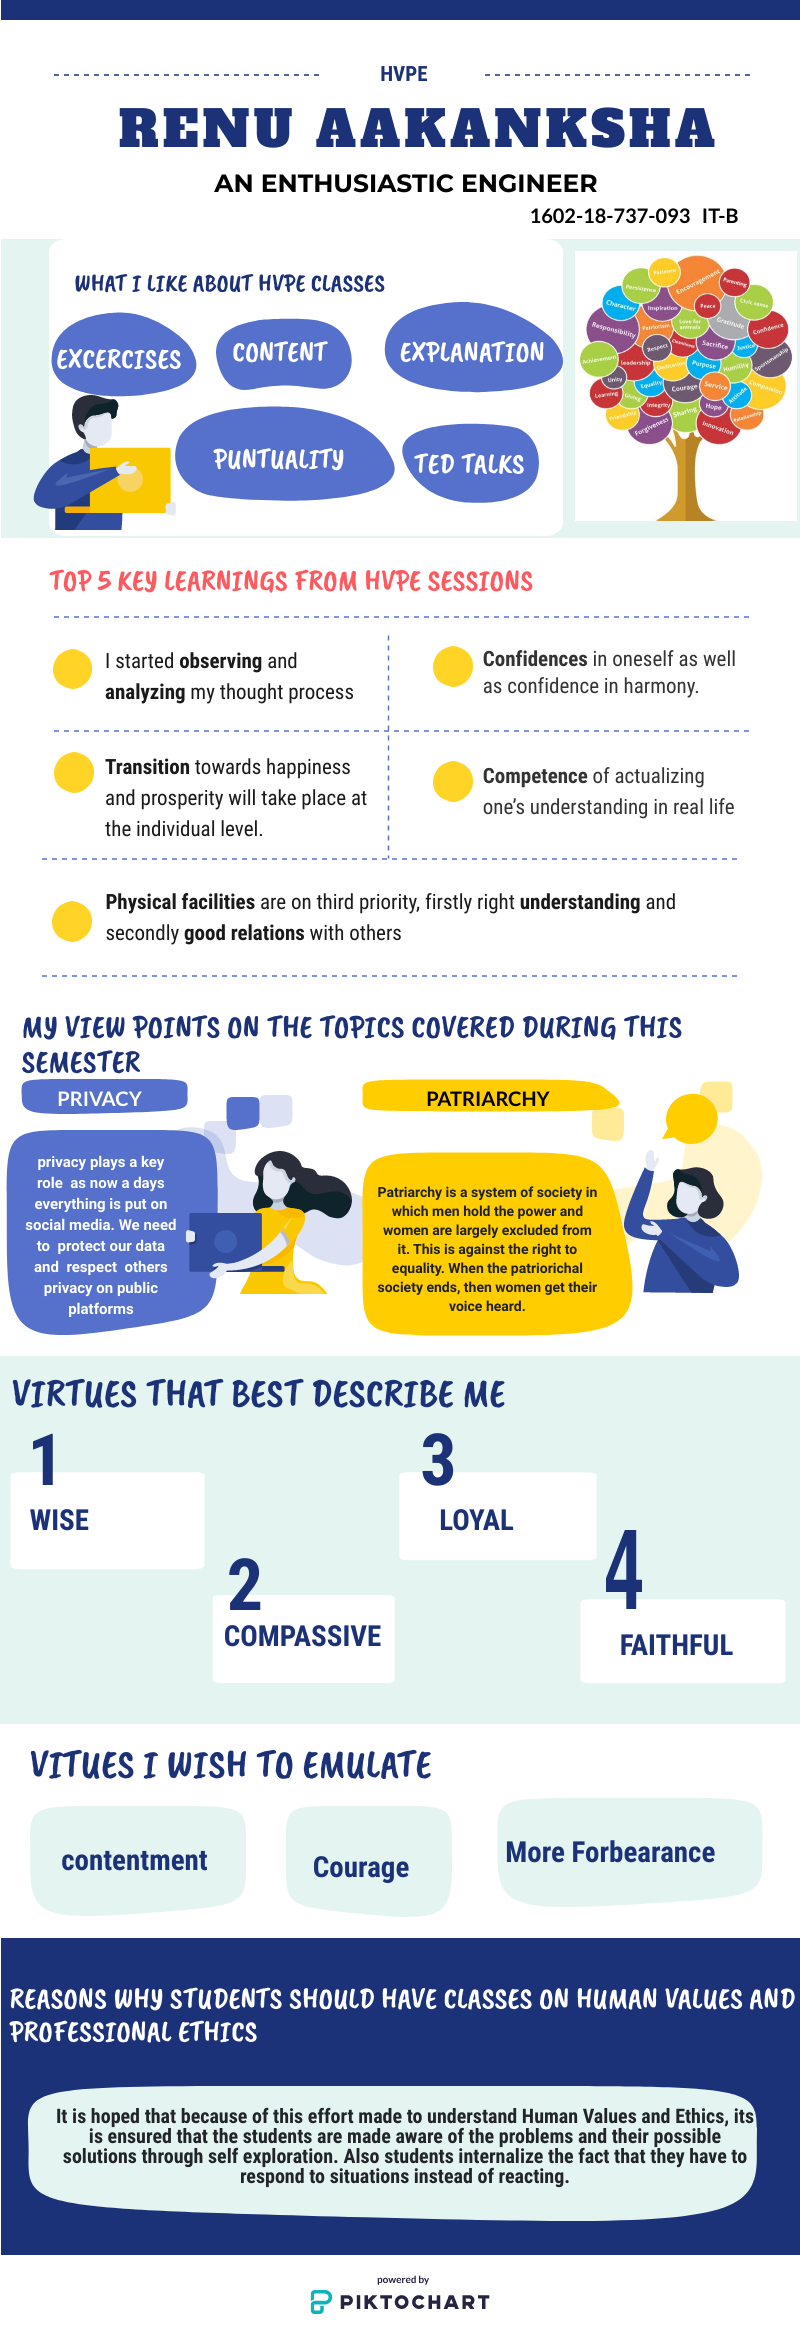 HVPE
RENU AAKANKSHA
AN ENTHUSIASTIC ENGINEER
1602-18-737-093 IT-B
WHAT I LIKE ABOUT HVPE CLASSES
EXCERCISES
CONTENT
EXPLANATION
PUNTUALITY
TED TALKS
Encouragement
Parenting
Persistence
Character
Inspiration
Peace
Civic sense
Gratitude
Responsibility
Patriotism
Love for
animals
Confidence
Respect
Cleanliness
Sacrifice
Justice
Sportsmanship
Achievement
Leadership
Purpose
Humility
Unity
Equality
Courage
Service
Compassion
Learning
Giving
Integrity
Hope
Attitude
Friendship
Sharing
Forgiveness
Innovation
TOP 5 KEY LEARNINGS FROM HVPE SESSIONS
I started observing and
analyzing my thought process
Confidences in oneself as well
as confidence in harmony.
Transition towards happiness
and prosperity will take place at
the individual level.
Competence of actualizing
one's understanding in real life
Physical facilities are on third priority, firstly right understanding and
secondly good relations with others
MY VIEW POINTS ON THE TOPICS COVERED DURING THIS
SEMESTER
PRIVACY
privacy plays a key
role as now a days
everything is put on
social media. We need
to protect our data
and respect others
privacy on public
platforms
PATRIARCHY
Patriarchy is a system of society in
which men hold the power and
women are largely excluded from
it. This is against the right to
equality. When the patriorichal
society ends, then women get their
voice heard.
VIRTUES THAT BEST DESCRIBE ME
1
WISE
2
COMPASSIVE
3
LOYAL
4
FAITHFUL
VITUES I WISH TO EMULATE
contentment
Courage
More Forbearance
REASONS WHY STUDENTS SHOULD HAVE CLASSES ON HUMAN VALUES AND
PROFESSIONAL ETHICS
It is hoped that because of this effort made to understand Human Values and Ethics, its
is ensured that the students are made aware of the problems and their possible
solutions through self exploration. Also students internalize the fact that they have to
respond to situations instead of reacting.
powered by
PIKTOCHART